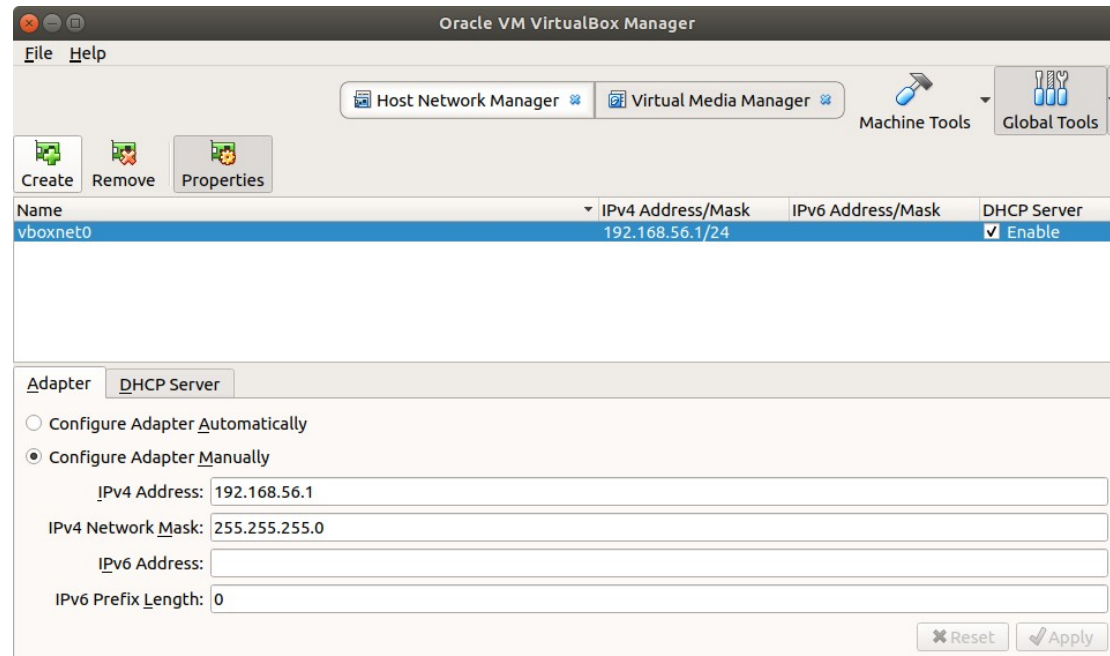 Oracle VM VirtualBox Manager
File Help
Host Network Manager Virtual Media Manager Machine Tools Global Tools
Create Remove Properties
Name IPv4 Address/Mask IPv6 Address/Mask DHCP Server
vboxnet0 192.168.56.1/24 Enable
Adapter DHCP Server
Configure Adapter Automatically
Configure Adapter Manually
IPv4 Address: 192.168.56.1
IPv4 Network Mask: 255.255.255.0
IPv6 Address:
IPv6 Prefix Length: 0
Reset Apply